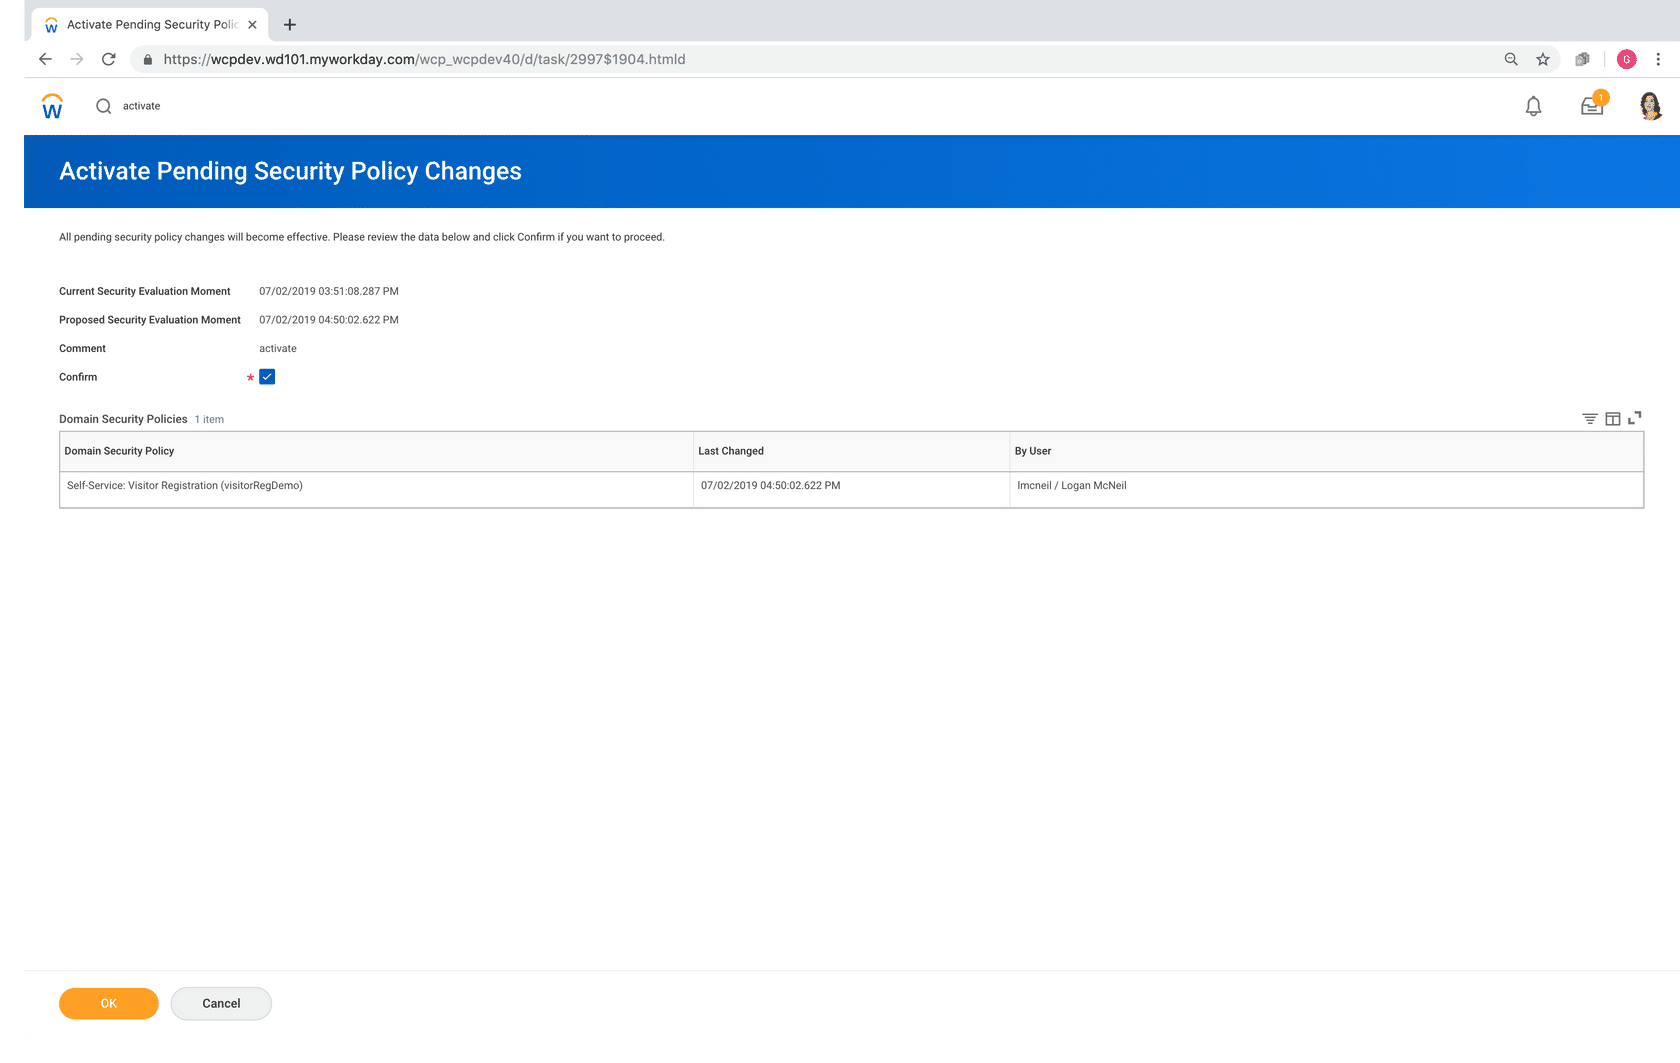 Activate Pending Security Polic
https://wcpdev.wd101.myworkday.com/wcp_wcpdev40/d/task/2997$1904.htmld
G
W
activate
1
Activate Pending Security Policy Changes
All pending security policy changes will become effective. Please review the data below and click Confirm if you want to proceed.
Current Security Evaluation Moment 07/02/2019 03:51:08.287 PM
Proposed Security Evaluation Moment 07/02/2019 04:50:02.622 PM
Comment activate
Confirm *
Domain Security Policies 1 item
Domain Security Policy Last Changed By User
Self-Service: Visitor Registration (visitorRegDemo) 07/02/2019 04:50:02.622 PM lmcneil / Logan McNeil
OK Cancel